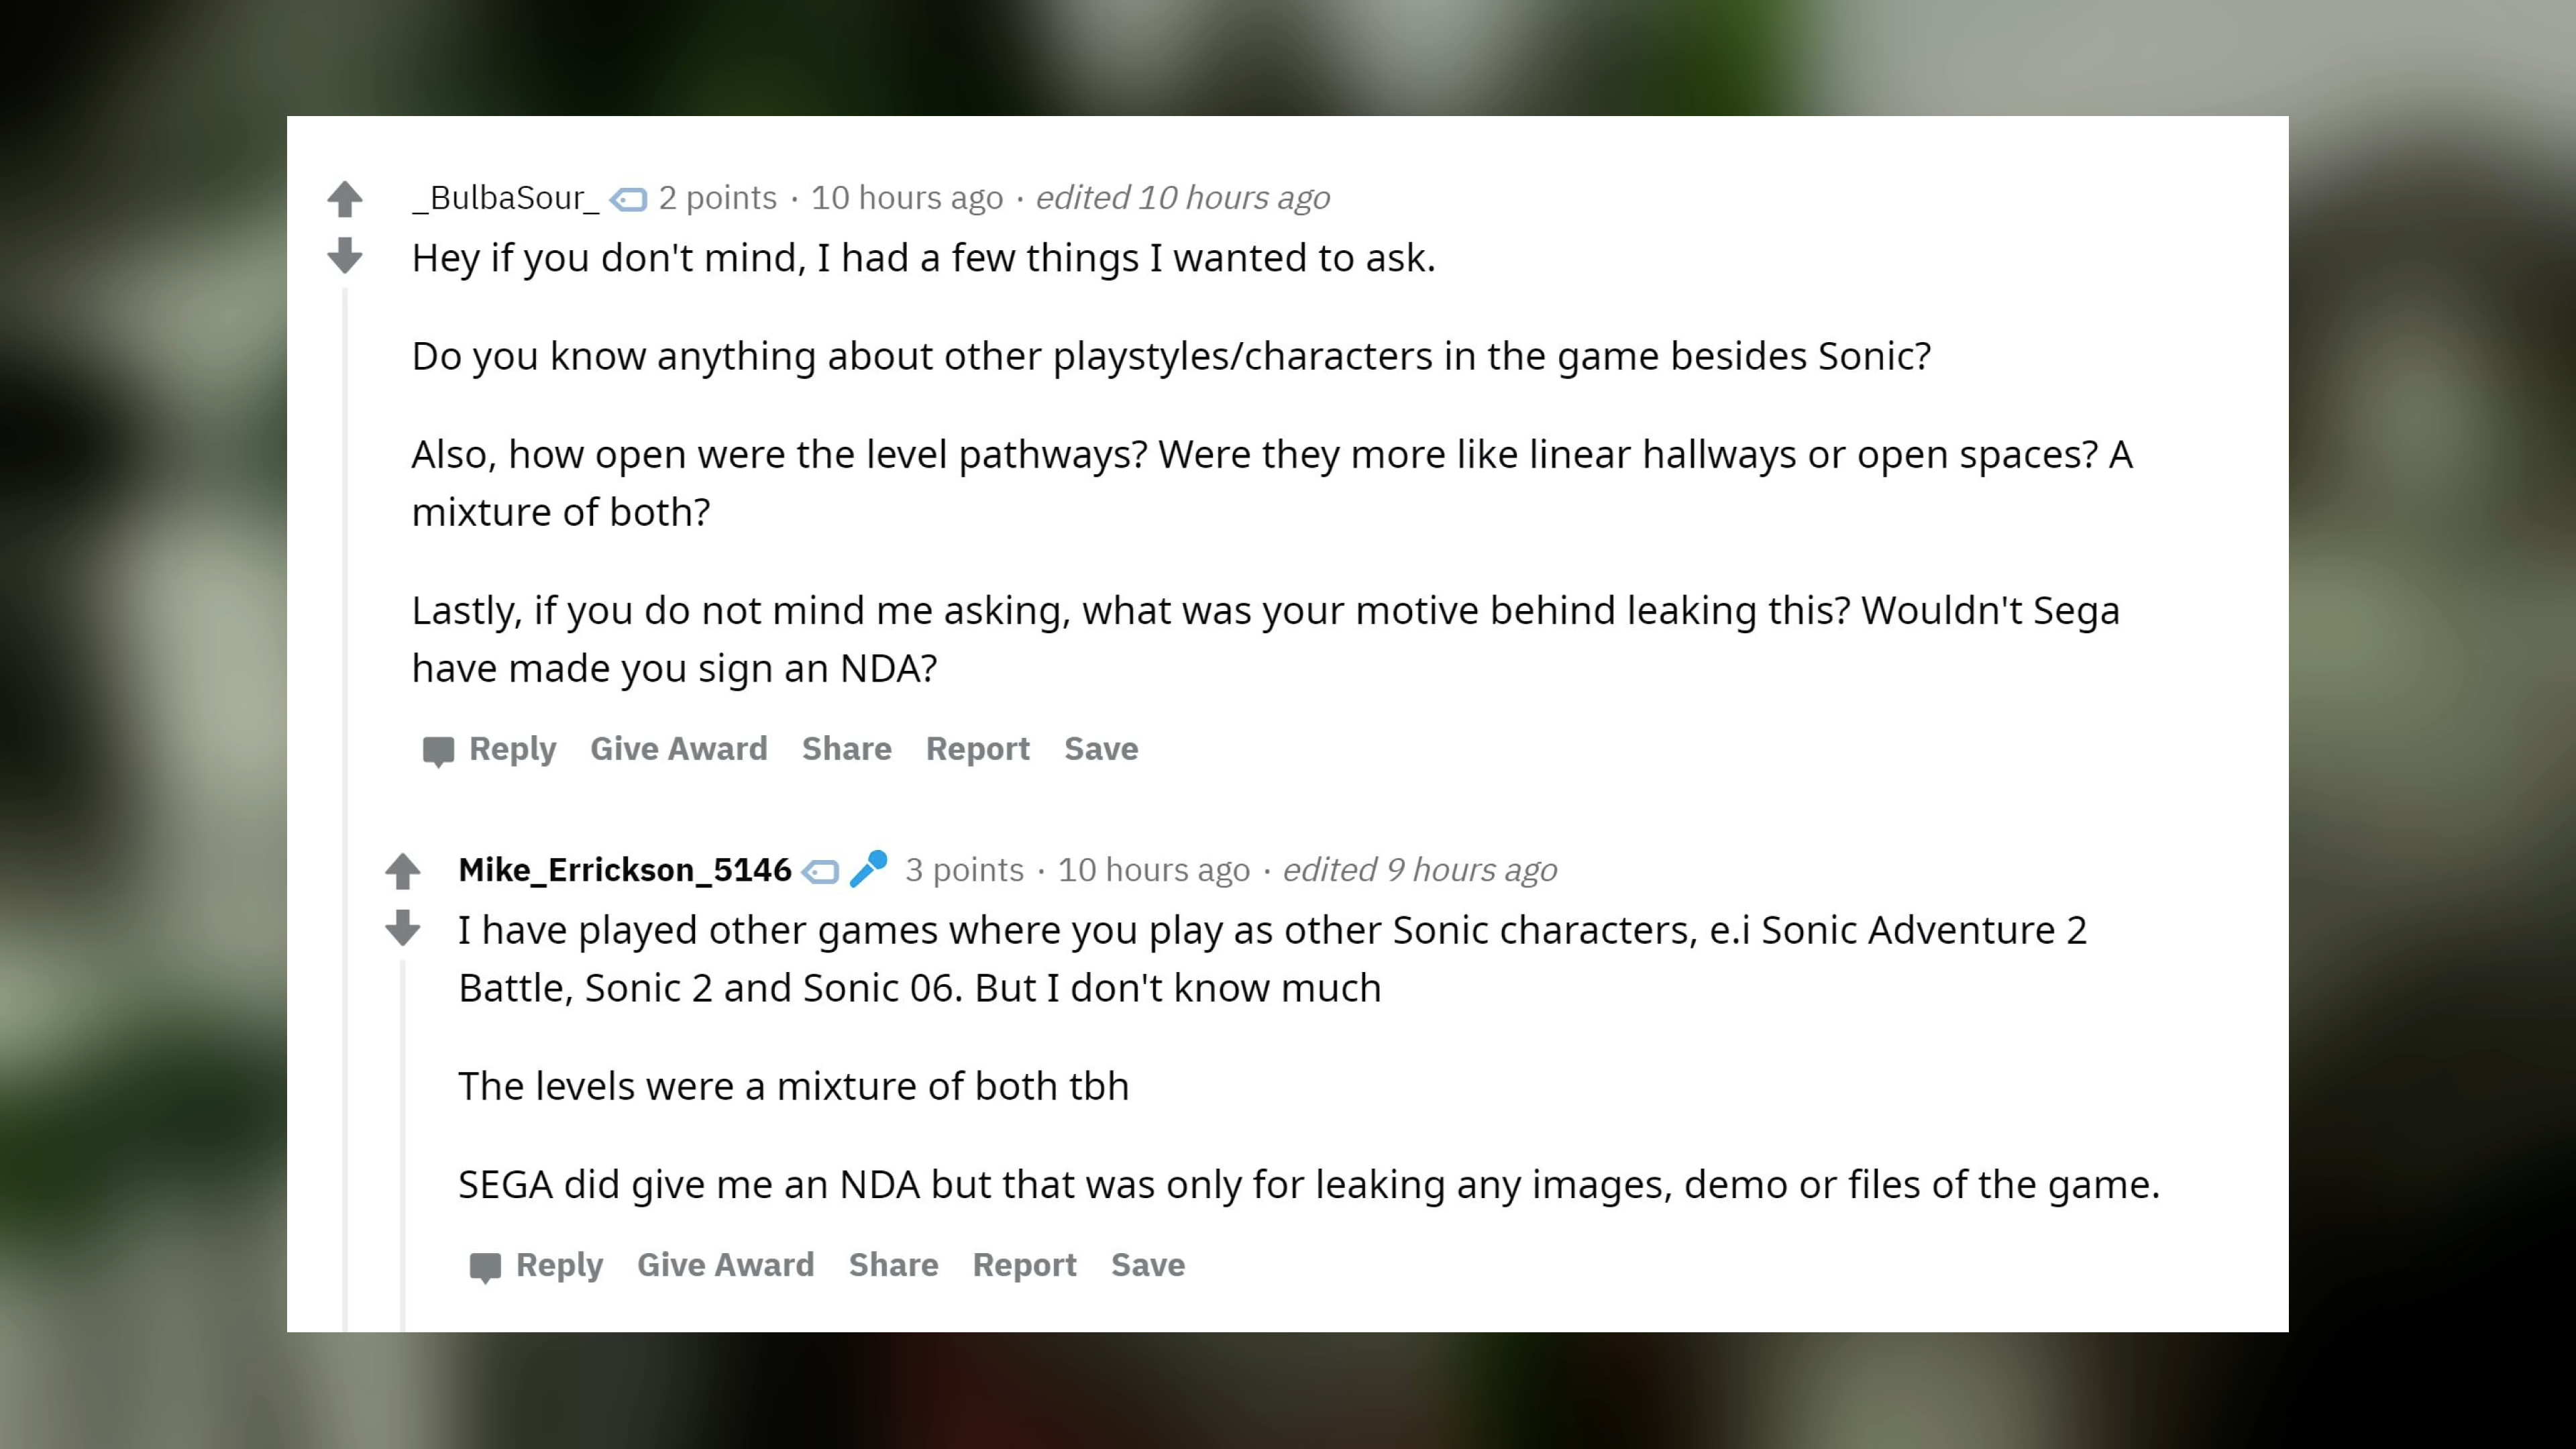 _BulbaSour_ 2 points · 10 hours ago · edited 10 hours ago
Hey if you don't mind, I had a few things I wanted to ask.
Do you know anything about other playstyles/characters in the game besides Sonic?
Also, how open were the level pathways? Were they more like linear hallways or open spaces? A
mixture of both?
Lastly, if you do not mind me asking, what was your motive behind leaking this? Wouldn't Sega
have made you sign an NDA?
Reply Give Award Share Report Save
Mike_Errickson_5146 3 points · 10 hours ago · edited 9 hours ago
I have played other games where you play as other Sonic characters, e.i Sonic Adventure 2
Battle, Sonic 2 and Sonic 06. But I don't know much
The levels were a mixture of both tbh
SEGA did give me an NDA but that was only for leaking any images, demo or files of the game.
Reply Give Award Share Report Save